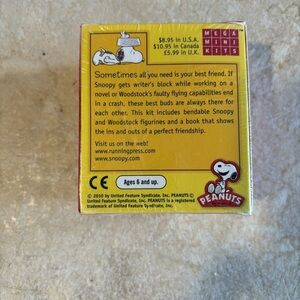 $8.95 in U.S.A.
$10.95 in Canada
£5.99 in U.K.
MEGA
MINI
KITS
Sometimes all you need is your best friend. If
Snoopy gets writer's block while working on a
novel or Woodstock's faulty flying capabilities end
in a crash, these best buds are always there for
each other. This kit includes bendable Snoopy
and Woodstock figurines and a book that shows
the ins and outs of a perfect friendship.
Visit us on the web!
www.runningpress.com
www.snoopy.com
CE
Ages 6 and up.
© 2010 by United Feature Syndicate, Inc. PEANUTS ©
United Feature Syndicate, Inc. PEANUTS is a registered
trademark of United Feature Syndicate, Inc.
PEANUTS